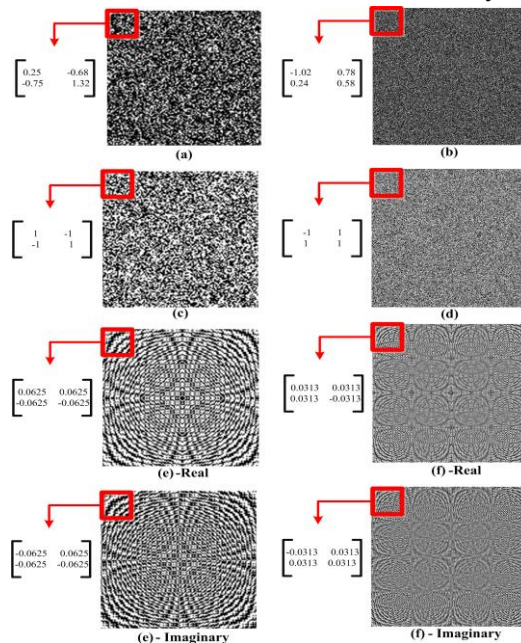 0.25 -0.68
-0.75 1.32
(a)
-1.02 0.78
0.24 0.58
(b)
1 -1
-1 1
(c)
-1 1
1 1
(d)
0.0625 0.0625
-0.0625 -0.0625
(e) -Real
0.0313 0.0313
0.0313 -0.0313
(f) -Real
-0.0625 0.0625
-0.0625 -0.0625
(e) - Imaginary
-0.0313 0.0313
0.0313 0.0313
(f) - Imaginary